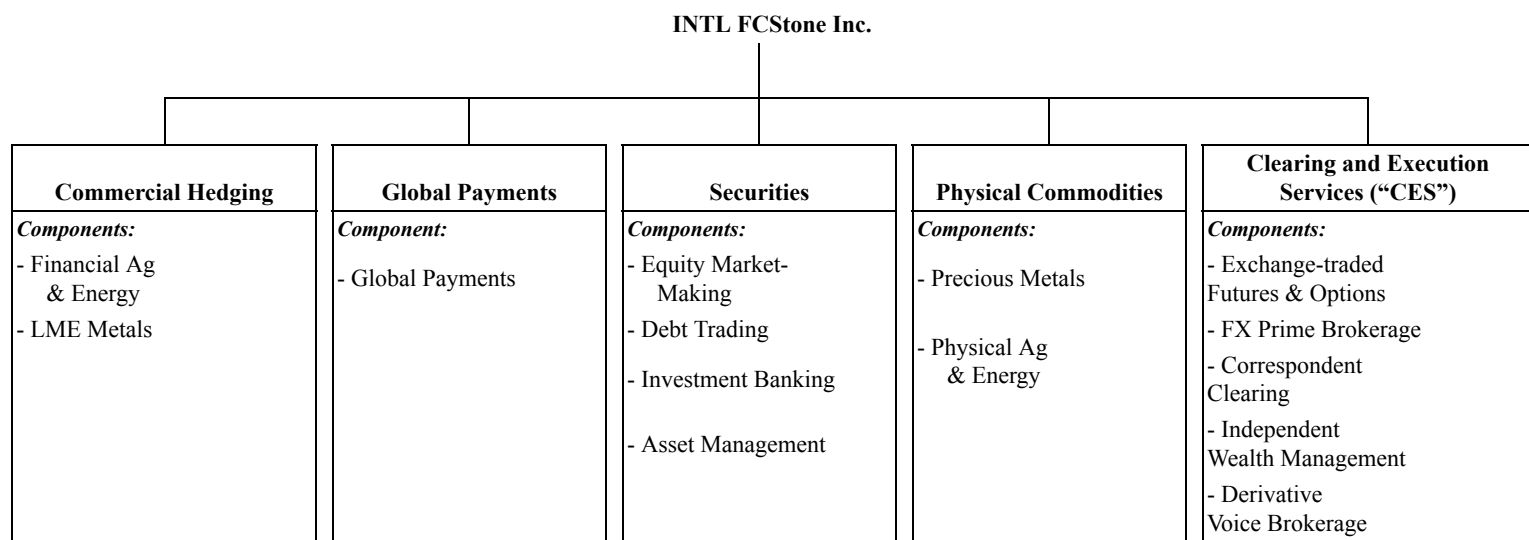 INTL FCStone Inc.
Commercial Hedging
Components:
- Financial Ag
& Energy
- LME Metals
Global Payments
Component:
- Global Payments
Securities
Components:
- Equity Market-
Making
- Debt Trading
- Investment Banking
- Asset Management
Physical Commodities
Components:
- Precious Metals
- Physical Ag
& Energy
Clearing and Execution
Services (“CES”)
Components:
- Exchange-traded
Futures & Options
- FX Prime Brokerage
- Correspondent
Clearing
- Independent
Wealth Management
- Derivative
Voice Brokerage